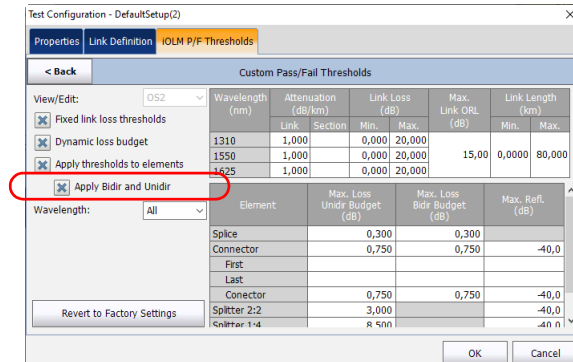 Test Configuration - DefaultSetup(2)
Properties Link Definition iOLM P/F Thresholds
< Back Custom Pass/Fail Thresholds
View/Edit: OS2
Fixed link loss thresholds
Dynamic loss budget
Apply thresholds to elements
Apply Bidir and Unidir
Wavelength: All
Revert to Factory Settings
Wavelength (nm) Attenuation (dB/km) Link Loss (dB) Max. Link ORL (dB) Link Length (km)
Link Section Min. Max. Min. Max.
1310 1,000 0,000 20,000
1550 1,000 0,000 20,000 15,00 0,0000 80,000
1625 1,000 0,000 20,000
Element Max. Loss Unidir Budget (dB) Max. Loss Bidir Budget (dB) Max. Refl. (dB)
Splice 0,300 0,300
Connector 0,750 0,750 -40,0
First
Last
Conector 0,750 0,750 -40,0
Splitter 2:2 3,000 -40,0
Splitter 1:4 8,500 -40,0
OK Cancel